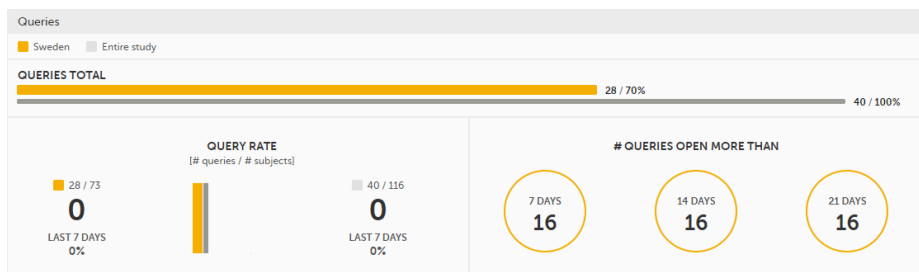 Queries
Sweden Entire study
QUERIES TOTAL
28 / 70%
40 / 100%
QUERY RATE
[# queries / # subjects]
28 / 73
0
LAST 7 DAYS
0%
40 / 116
0
LAST 7 DAYS
0%
# QUERIES OPEN MORE THAN
7 DAYS
16
14 DAYS
16
21 DAYS
16